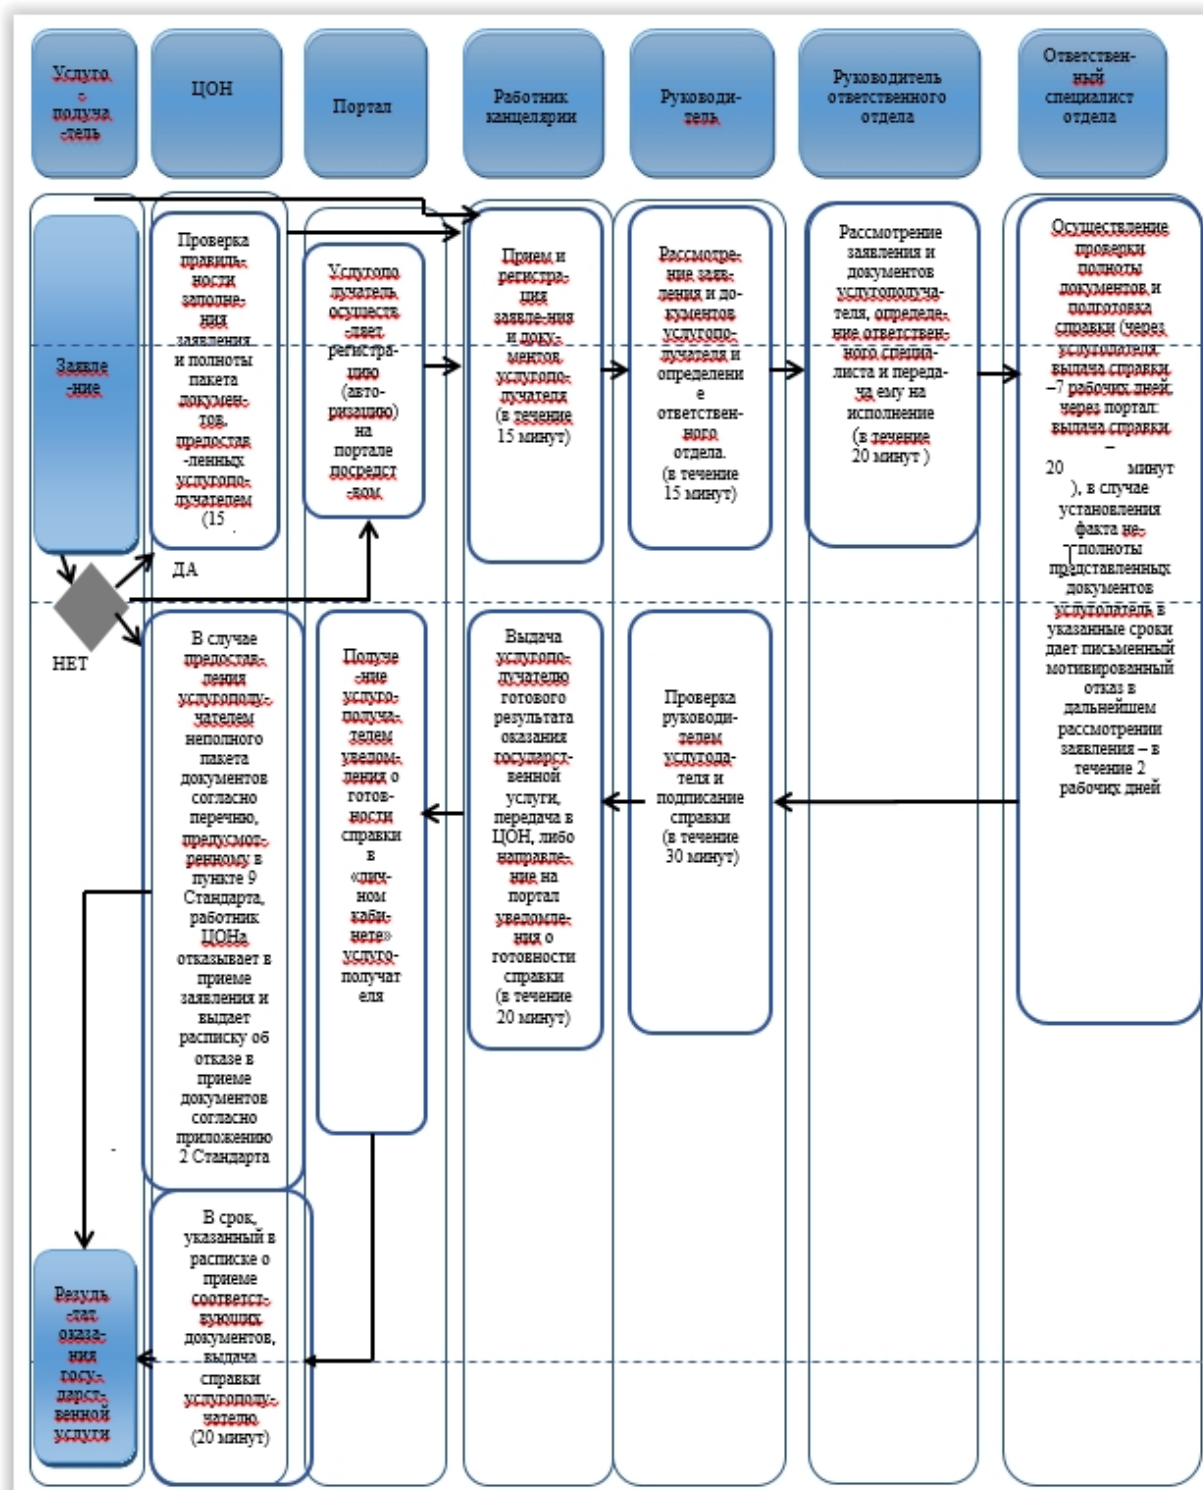 Услуго
-
получа
-тель
ЦОН
Портал
Работник
канцелярии
Руководи-
тель
Руководитель
ответственного
отдела
Ответствен-
ный
специалист
отдела
Заявле
-ние
Проверка
правиль-
ности
заполне-
ния
заявления
и полноты
пакета
докумен-
тов,
предостав
-ленных
услугопо-
лучателем
(15
Услугопо
лучатель
осуществ
-ляет
регистра-
цию
(авто-
ризацию)
на
портале
посредст
-вом
Прием и
регистра-
ция
заявле-ния
и доку-
ментов
услугопо-
лучателя
(в течение
15 минут)
Рассмотре-
ние заяв-
ления и до-
кументов
услугопо-
лучателя и
определени
е
ответствен-
ного
отдела.
(в течение
15 минут)
Рассмотрение
заявления и
документов
услугополуча-
теля, определе-
ние ответствен-
ного специа-
листа и переда-
ча ему на
исполнение
(в течение
20 минут )
Осуществление
проверки
полноты
документов и
подготовка
справки (через
услугодателя
выдача справки
–7 рабочих дней;
через портал:
выдача справки
–
20 минут
), в случае
установления
факта не-
полноты
представленных
документов
услугодатель в
указанные сроки
дает письменный
мотивированный
отказ в
дальнейшем
рассмотрении
заявления – в
течение 2
рабочих дней
ДА
НЕТ
В случае
предостав-
ления
услугополу-
чателем
неполного
пакета
документов
согласно
перечню,
предусмот-
ренному в
пункте 9
Стандарта,
работник
ЦОНа
отказывает в
приеме
заявления и
выдает
расписку об
отказе в
приеме
документов
согласно
приложению
2 Стандарта
Получе
-ние
услуго-
получа-
телем
уведом-
ления о
готов-
ности
справки
в
«лич-
ном
каби-
нете»
услуго-
получат
еля
Выдача
услугопо-
лучателю
готового
результата
оказания
государст-
венной
услуги,
передача в
ЦОН, либо
направле-
ние на
портал
уведомле-
ния о
готовности
справки
(в течение
20 минут)
Проверка
руководи-
телем
услугода-
теля и
подписание
справки
(в течение
30 минут)
В срок,
указанный в
расписке о
приеме
соответст-
вующих
документов,
выдача
справки
услугополу-
чателю
(20 минут)
Резуль
-тат
оказа-
ния
госу-
дарст-
венной
услуги